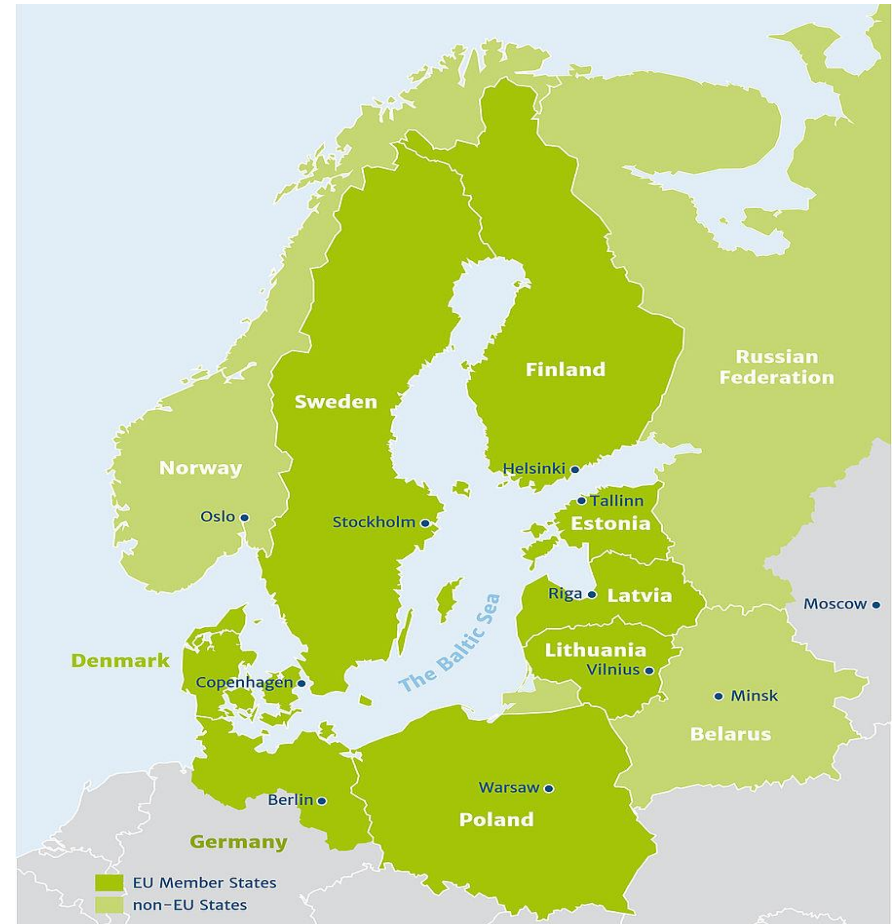 Russian
Federation
Finland
Sweden
Norway
Helsinki
Tallinn
Oslo
Stockholm
Estonia
Riga
Latvia
Moscow
The Baltic Sea
Lithuania
Denmark
Vilnius
Copenhagen
Minsk
Belarus
Warsaw
Berlin
Poland
Germany
EU Member States
non-EU States